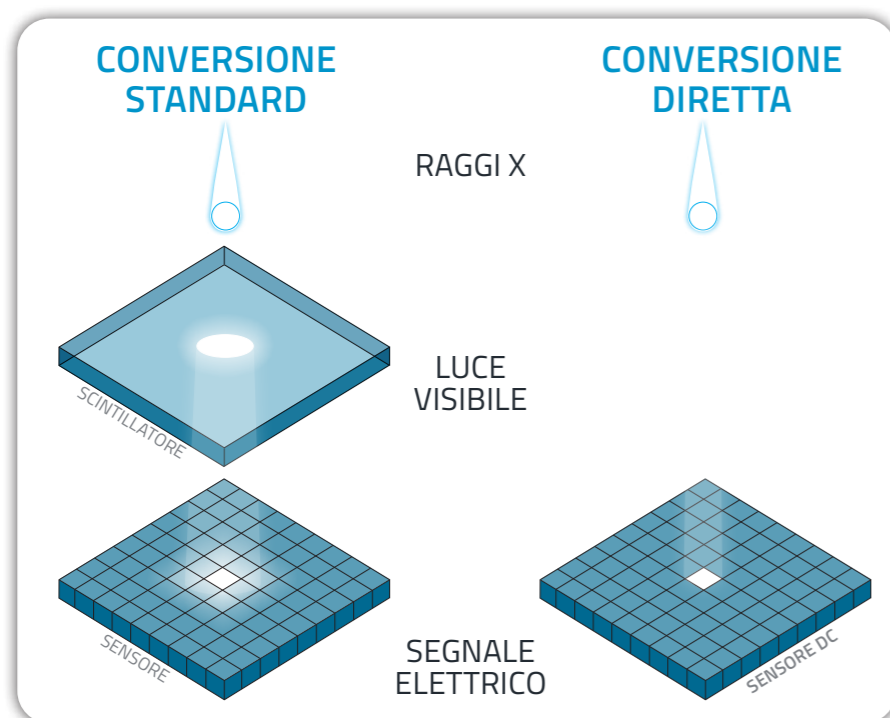 CONVERSIONE
STANDARD
CONVERSIONE
DIRETTA
RAGGI X
LUCE
VISIBILE
SCINTILLATORE
SEGNALE
ELETTRICO
SENSORE
SENSORE DC